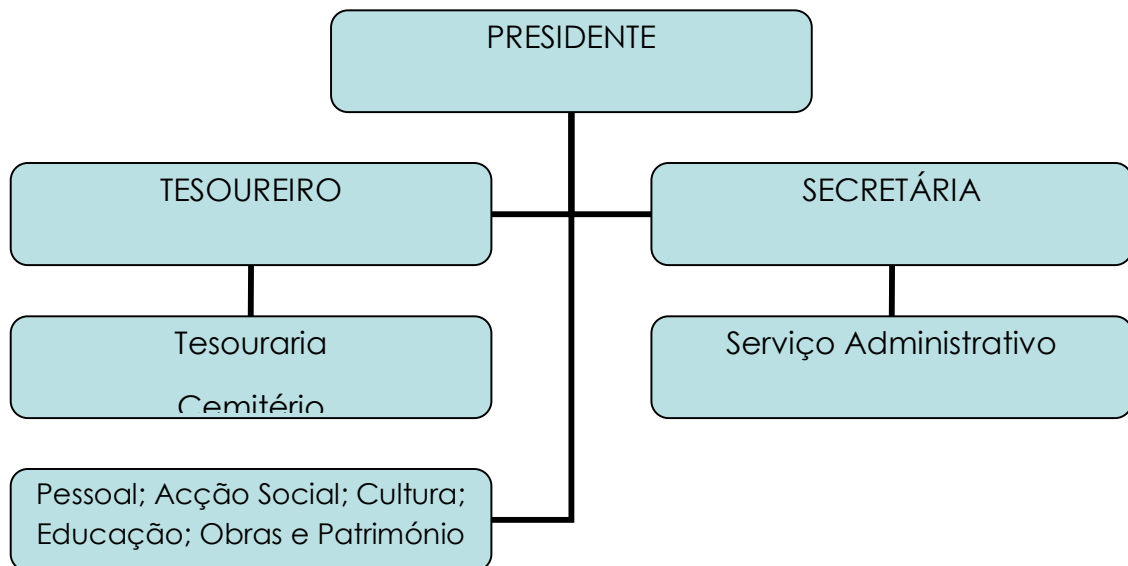 PRESIDENTE
TESOUREIRO
SECRETÁRIA
Tesouraria
Cemitério
Serviço Administrativo
Pessoal; Acção Social; Cultura;
Educação; Obras e Património